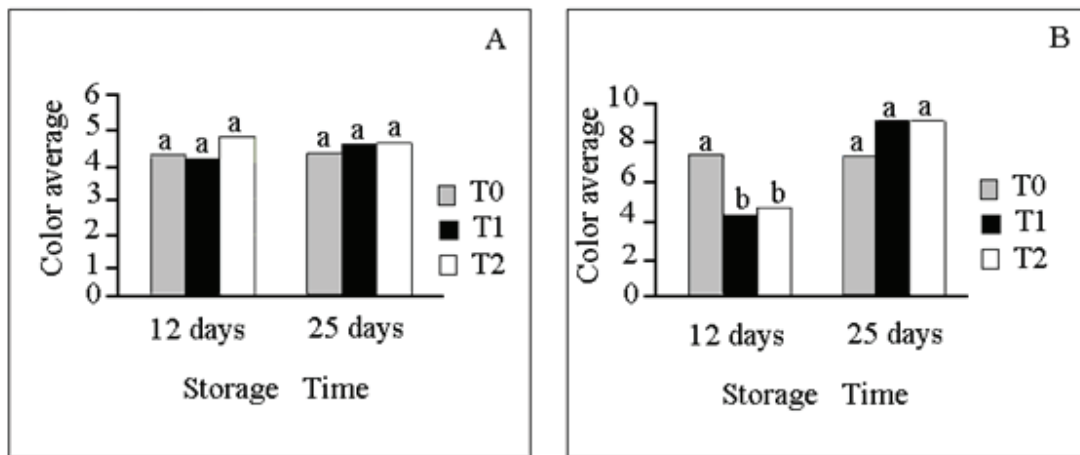 A
Color average
6
5
4
3
2
1
0
a a a
a a a
12 days 25 days
Storage Time
T0
T1
T2
B
Color average
10
8
6
4
2
0
a b b
a a a
12 days 25 days
Storage Time
T0
T1
T2